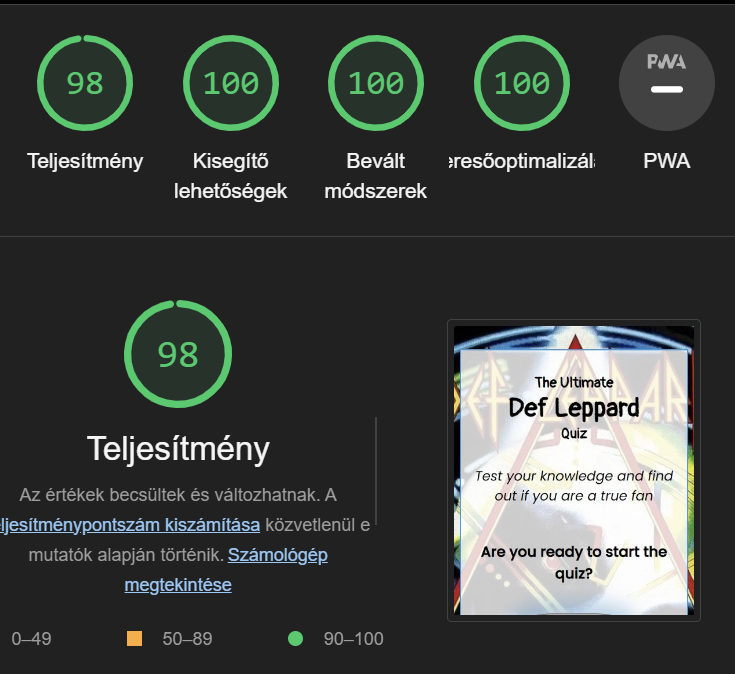 98
100
100
100
PWA
Teljesítmény
Kisegítő
lehetőségek
Bevált
módszerek
eresőoptimalizál
PWA
98
Teljesítmény
Az értékek becsültek és változhatnak. A
eljesítménypontszám kiszámítása közvetlenül e
mutatók alapján történik. Számológép
megtekintése
0–49
50–89
90–100
The Ultimate
Def Leppard
Quiz
Test your knowledge and find
out if you are a true fan
Are you ready to start the
quiz?